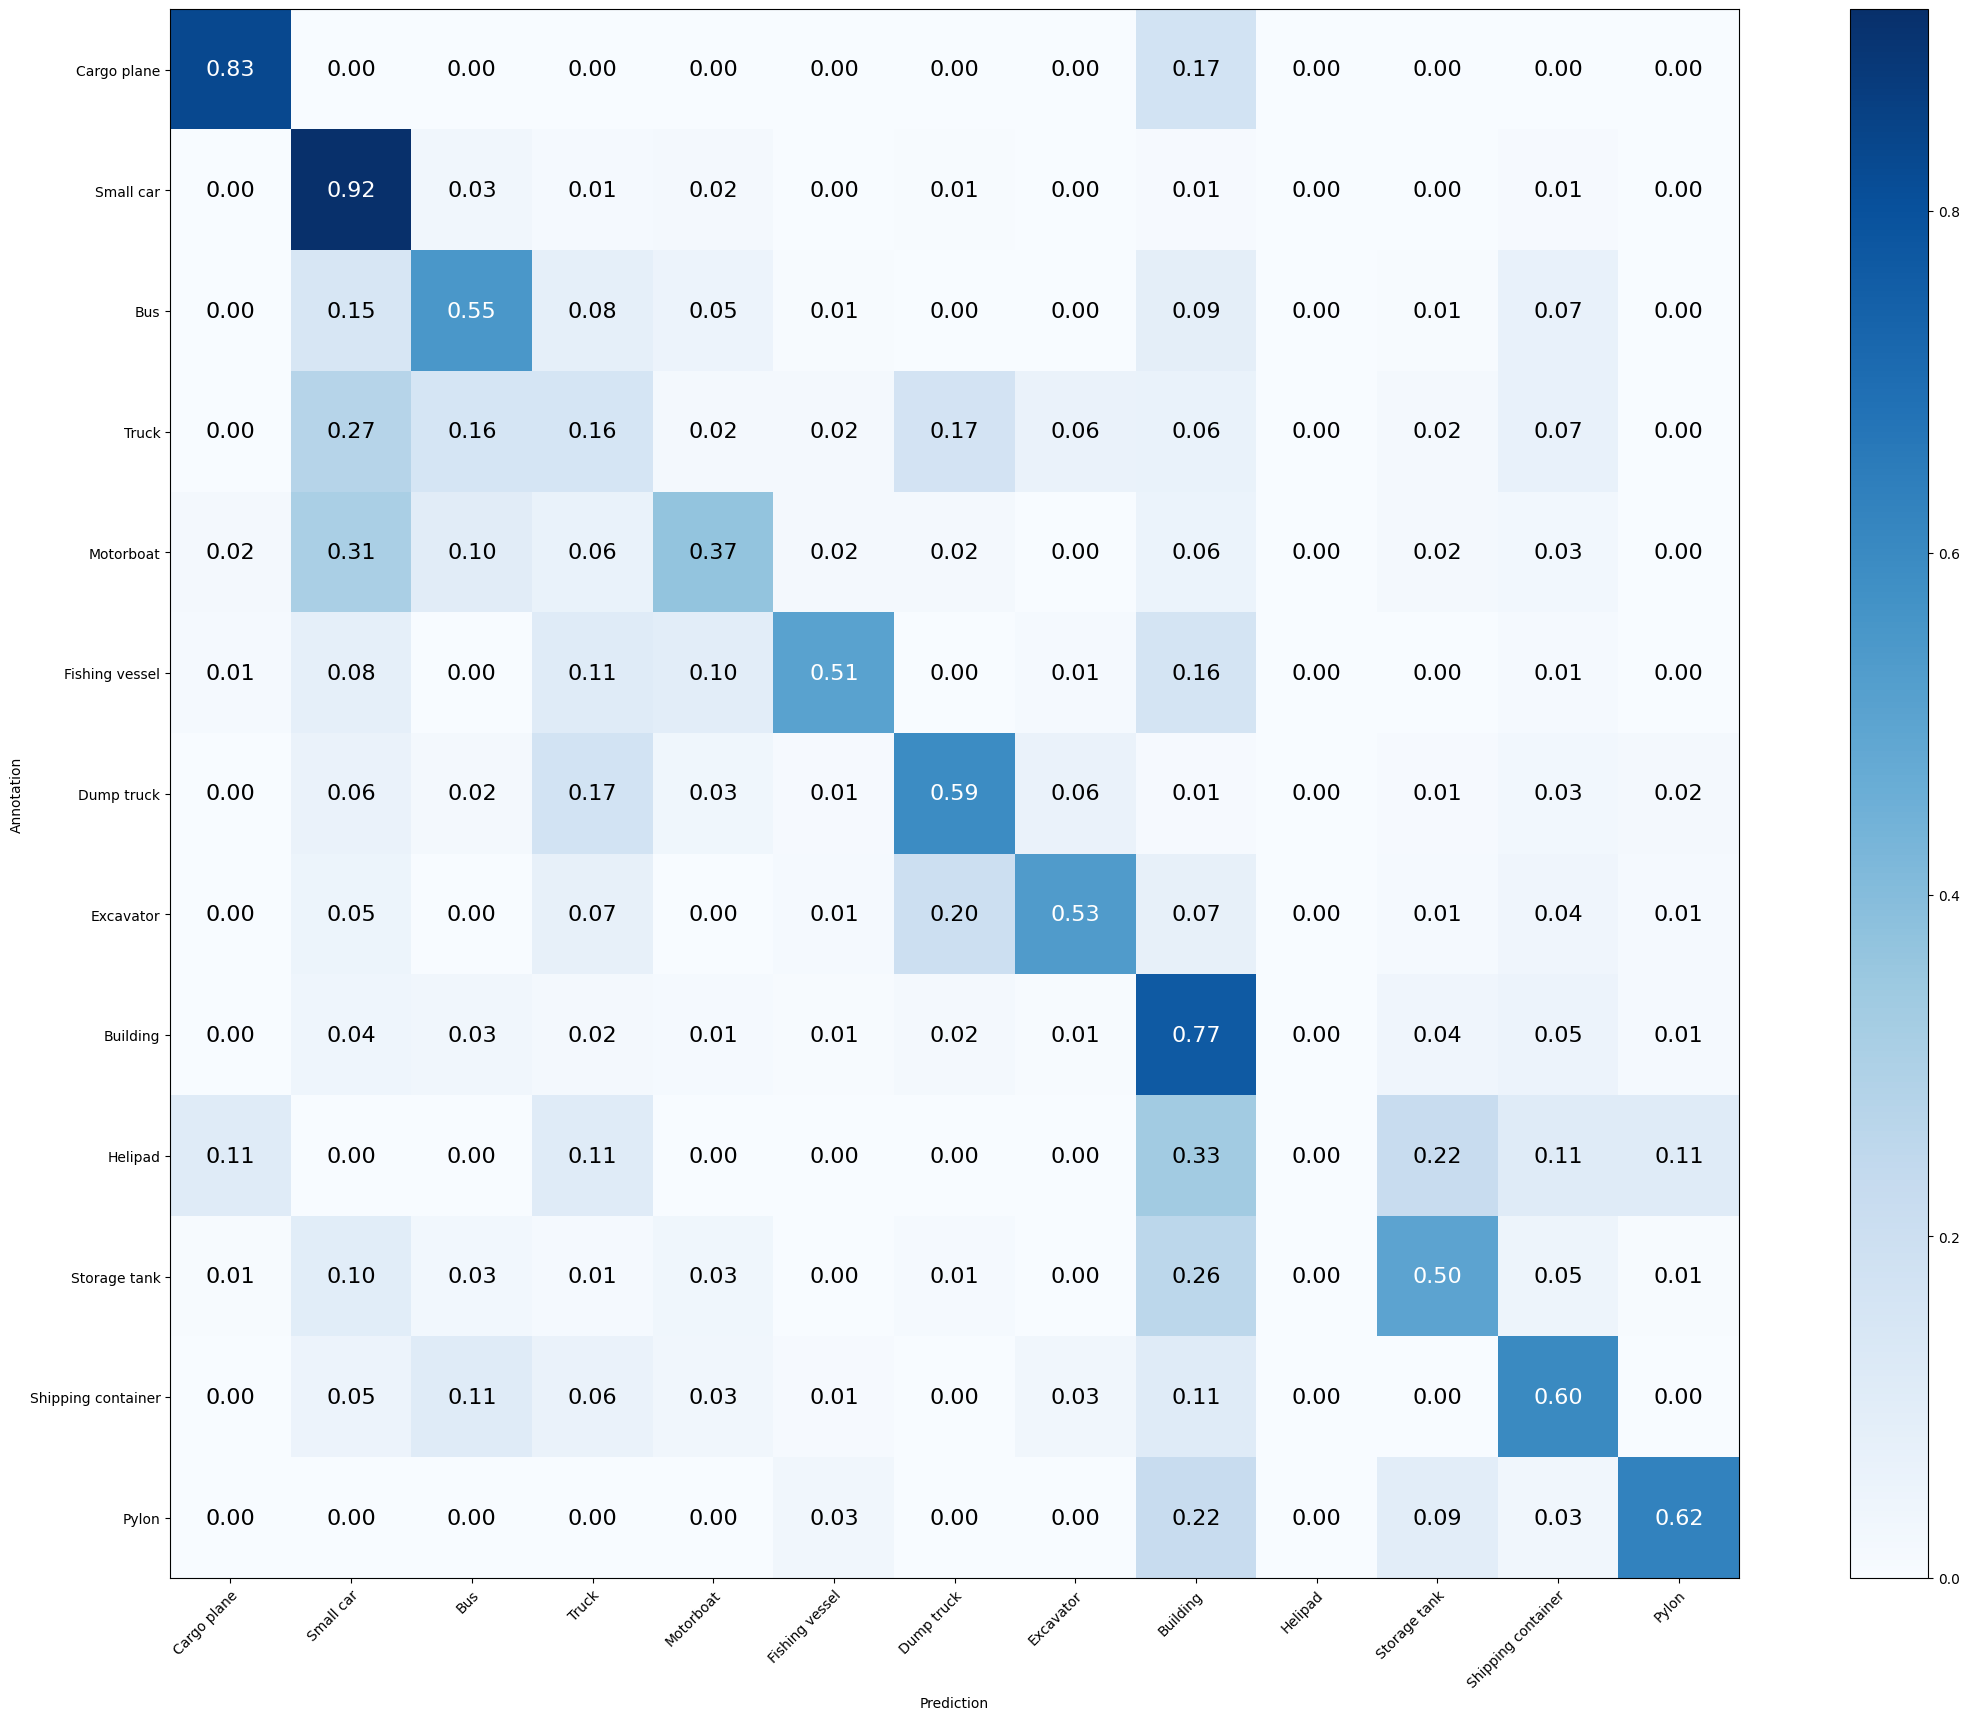 Cargo plane 0.83 0.00 0.00 0.00 0.00 0.00 0.00 0.00 0.17 0.00 0.00 0.00 0.00
Small car 0.00 0.92 0.03 0.01 0.02 0.00 0.01 0.00 0.01 0.00 0.00 0.01 0.00
0.8
Bus 0.00 0.15 0.55 0.08 0.05 0.01 0.00 0.00 0.09 0.00 0.01 0.07 0.00
Truck 0.00 0.27 0.16 0.16 0.02 0.02 0.17 0.06 0.06 0.00 0.02 0.07 0.00
Motorboat 0.02 0.31 0.10 0.06 0.37 0.02 0.02 0.00 0.06 0.00 0.02 0.03 0.00
0.6
Fishing vessel 0.01 0.08 0.00 0.11 0.10 0.51 0.00 0.01 0.16 0.00 0.00 0.01 0.00
Annotation
Dump truck 0.00 0.06 0.02 0.17 0.03 0.01 0.59 0.06 0.01 0.00 0.01 0.03 0.02
0.4
Excavator 0.00 0.05 0.00 0.07 0.00 0.01 0.20 0.53 0.07 0.00 0.01 0.04 0.01
Building 0.00 0.04 0.03 0.02 0.01 0.01 0.02 0.01 0.77 0.00 0.04 0.05 0.01
Helipad 0.11 0.00 0.00 0.11 0.00 0.00 0.00 0.00 0.33 0.00 0.22 0.11 0.11
0.2
Storage tank 0.01 0.10 0.03 0.01 0.03 0.00 0.01 0.00 0.26 0.00 0.50 0.05 0.01
Shipping container 0.00 0.05 0.11 0.06 0.03 0.01 0.00 0.03 0.11 0.00 0.00 0.60 0.00
Pylon 0.00 0.00 0.00 0.00 0.00 0.03 0.00 0.00 0.22 0.00 0.09 0.03 0.62
0.0
Cargo plane
Small car
Bus
Truck
Motorboat
Fishing vessel
Dump truck
Excavator
Building
Helipad
Storage tank
Shipping container
Pylon
Prediction